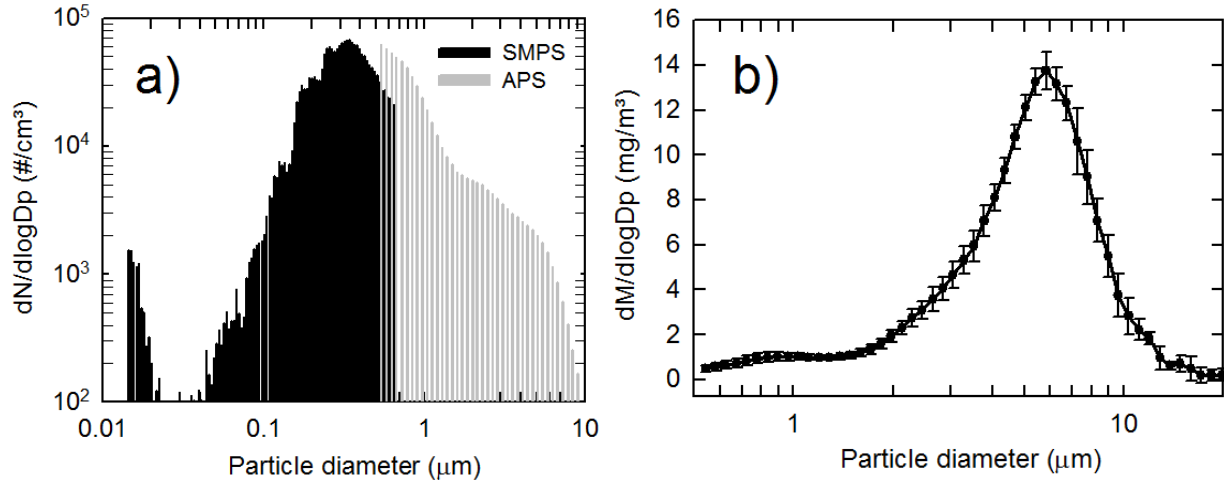 a)
SMPS
APS
dN/dlogDp (#/cm³)
10⁵
10⁴
10³
10²
0.01
0.1
1
10
Particle diameter (μm)
b)
dM/dlogDp (mg/m³)
16
14
12
10
8
6
4
2
0
1
10
Particle diameter (μm)